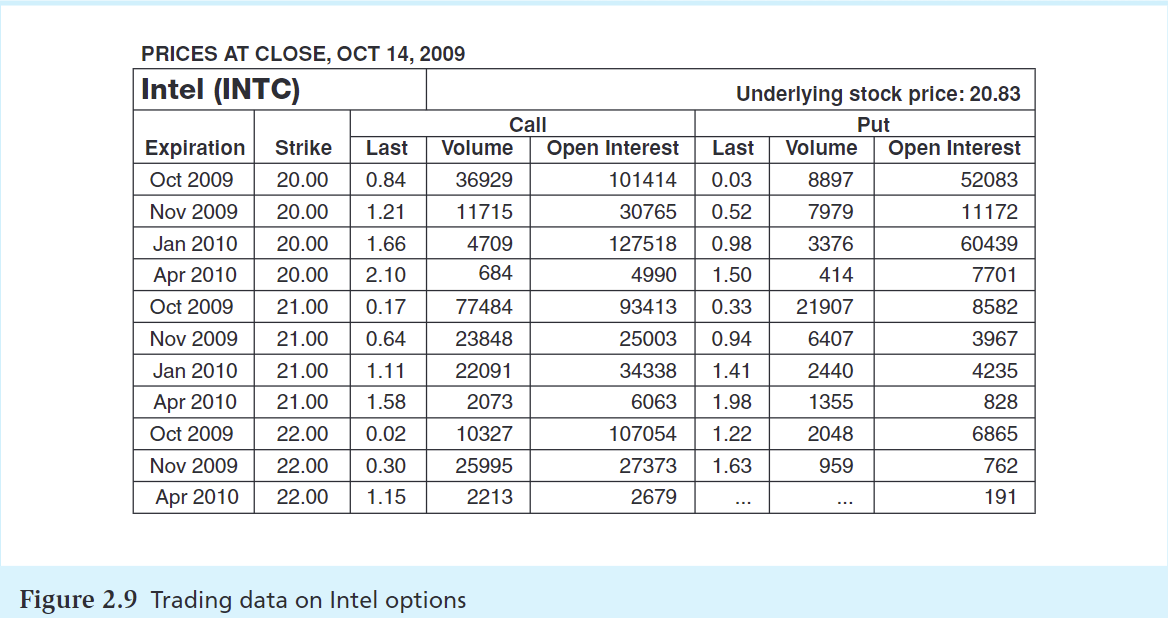 PRICES AT CLOSE, OCT 14, 2009
Intel (INTC) Underlying stock price: 20.83
Call Put
Expiration Strike Last Volume Open Interest Last Volume Open Interest
Oct 2009 20.00 0.84 36929 101414 0.03 8897 52083
Nov 2009 20.00 1.21 11715 30765 0.52 7979 11172
Jan 2010 20.00 1.66 4709 127518 0.98 3376 60439
Apr 2010 20.00 2.10 684 4990 1.50 414 7701
Oct 2009 21.00 0.17 77484 93413 0.33 21907 8582
Nov 2009 21.00 0.64 23848 25003 0.94 6407 3967
Jan 2010 21.00 1.11 22091 34338 1.41 2440 4235
Apr 2010 21.00 1.58 2073 6063 1.98 1355 828
Oct 2009 22.00 0.02 10327 107054 1.22 2048 6865
Nov 2009 22.00 0.30 25995 27373 1.63 959 762
Apr 2010 22.00 1.15 2213 2679 ... ... 191
Figure 2.9 Trading data on Intel options